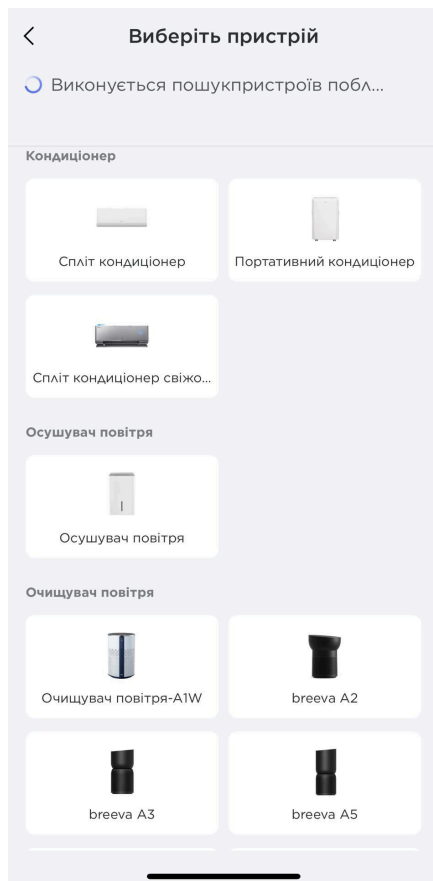 Виберіть пристрій
Виконується пошукпристроїв побл...
Кондиціонер
Спліт кондиціонер
Портативний кондиціонер
Спліт кондиціонер свіжо...
Осушувач повітря
Осушувач повітря
Очищувач повітря
Очищувач повітря-A1W
breeva A2
breeva A3
breeva A5